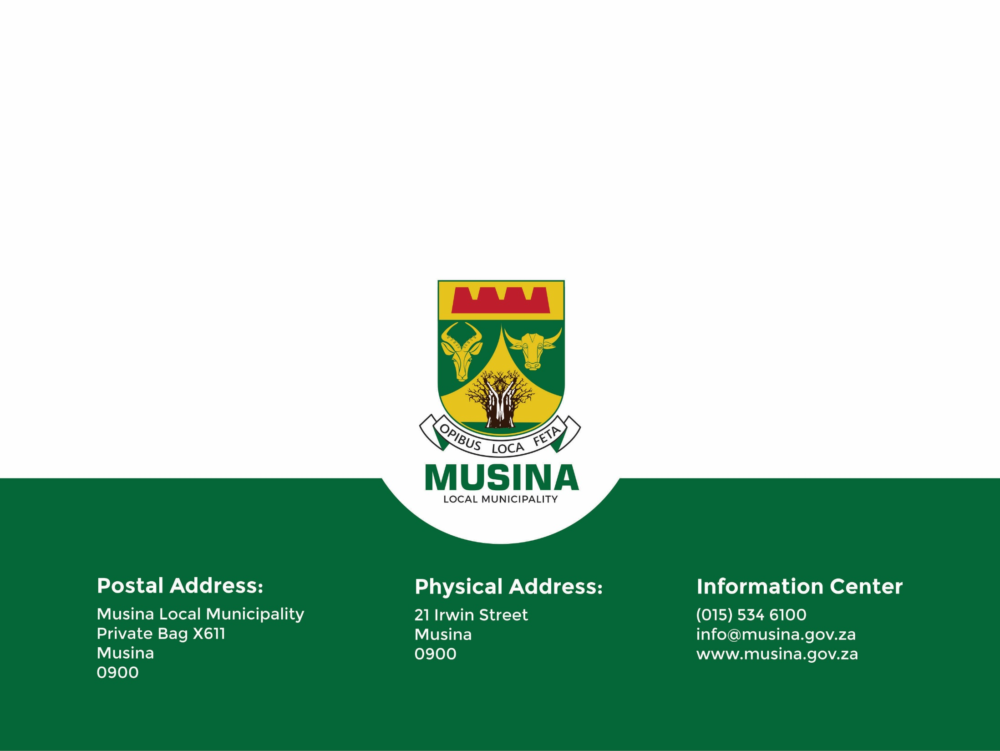 OPIBUS LOCA FETA
MUSINA
LOCAL MUNICIPALITY
Postal Address:
Musina Local Municipality
Private Bag X611
Musina
0900
Physical Address:
21 Irwin Street
Musina
0900
Information Center
(015) 534 6100
info@musina.gov.za
www.musina.gov.za